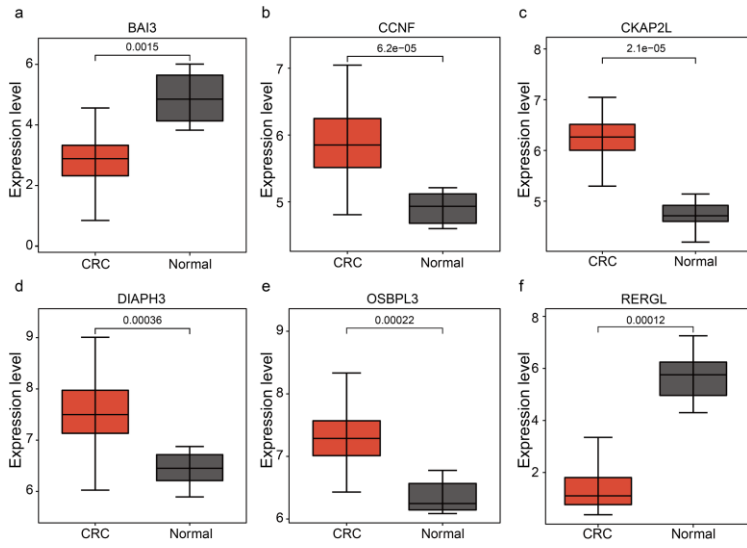 a
BAI3
0.0015
Expression level
6
4
2
0
CRC Normal
b
CCNF
6.2e−05
Expression level
7
6
5
CRC Normal
c
CKAP2L
2.1e−05
Expression level
8
7
6
5
CRC Normal
d
DIAPH3
0.00036
Expression level
9
8
7
6
CRC Normal
e
OSBPL3
0.00022
Expression level
9
8
7
6
CRC Normal
f
RERGL
0.00012
Expression level
8
6
4
2
0
CRC Normal